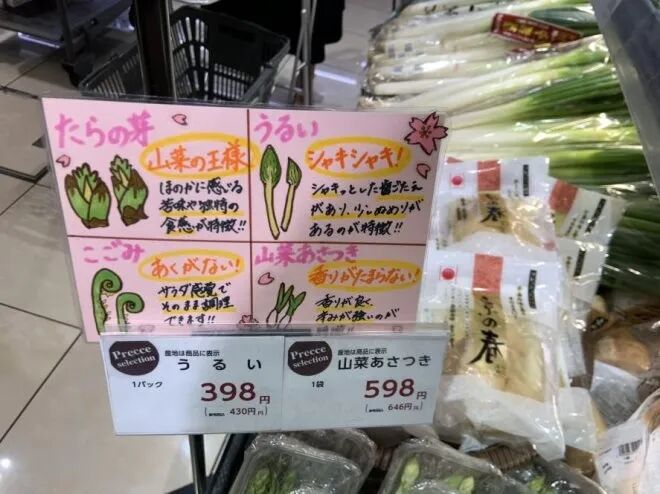 たらの芽
山菜の王様
ほのかに感じる
苦味や独特の
食感が特徴!!
うるい
シャキシャキ!
シャキッとした歯ごたえ
があり、少しぬめりが
あるのが特徴!!
こごみ
あくがない!
サラダ感覚で
そのまま調理
できます!!
山菜あさつき
香りがたまらない!
香りが良く、
辛みが強いのが
特徴!!
Precce
selection
産地は商品に表示
うるい
1パック
398円
430円
Precce
selection
産地は商品に表示
山菜あさつき
1袋
598円
646円
の春
春